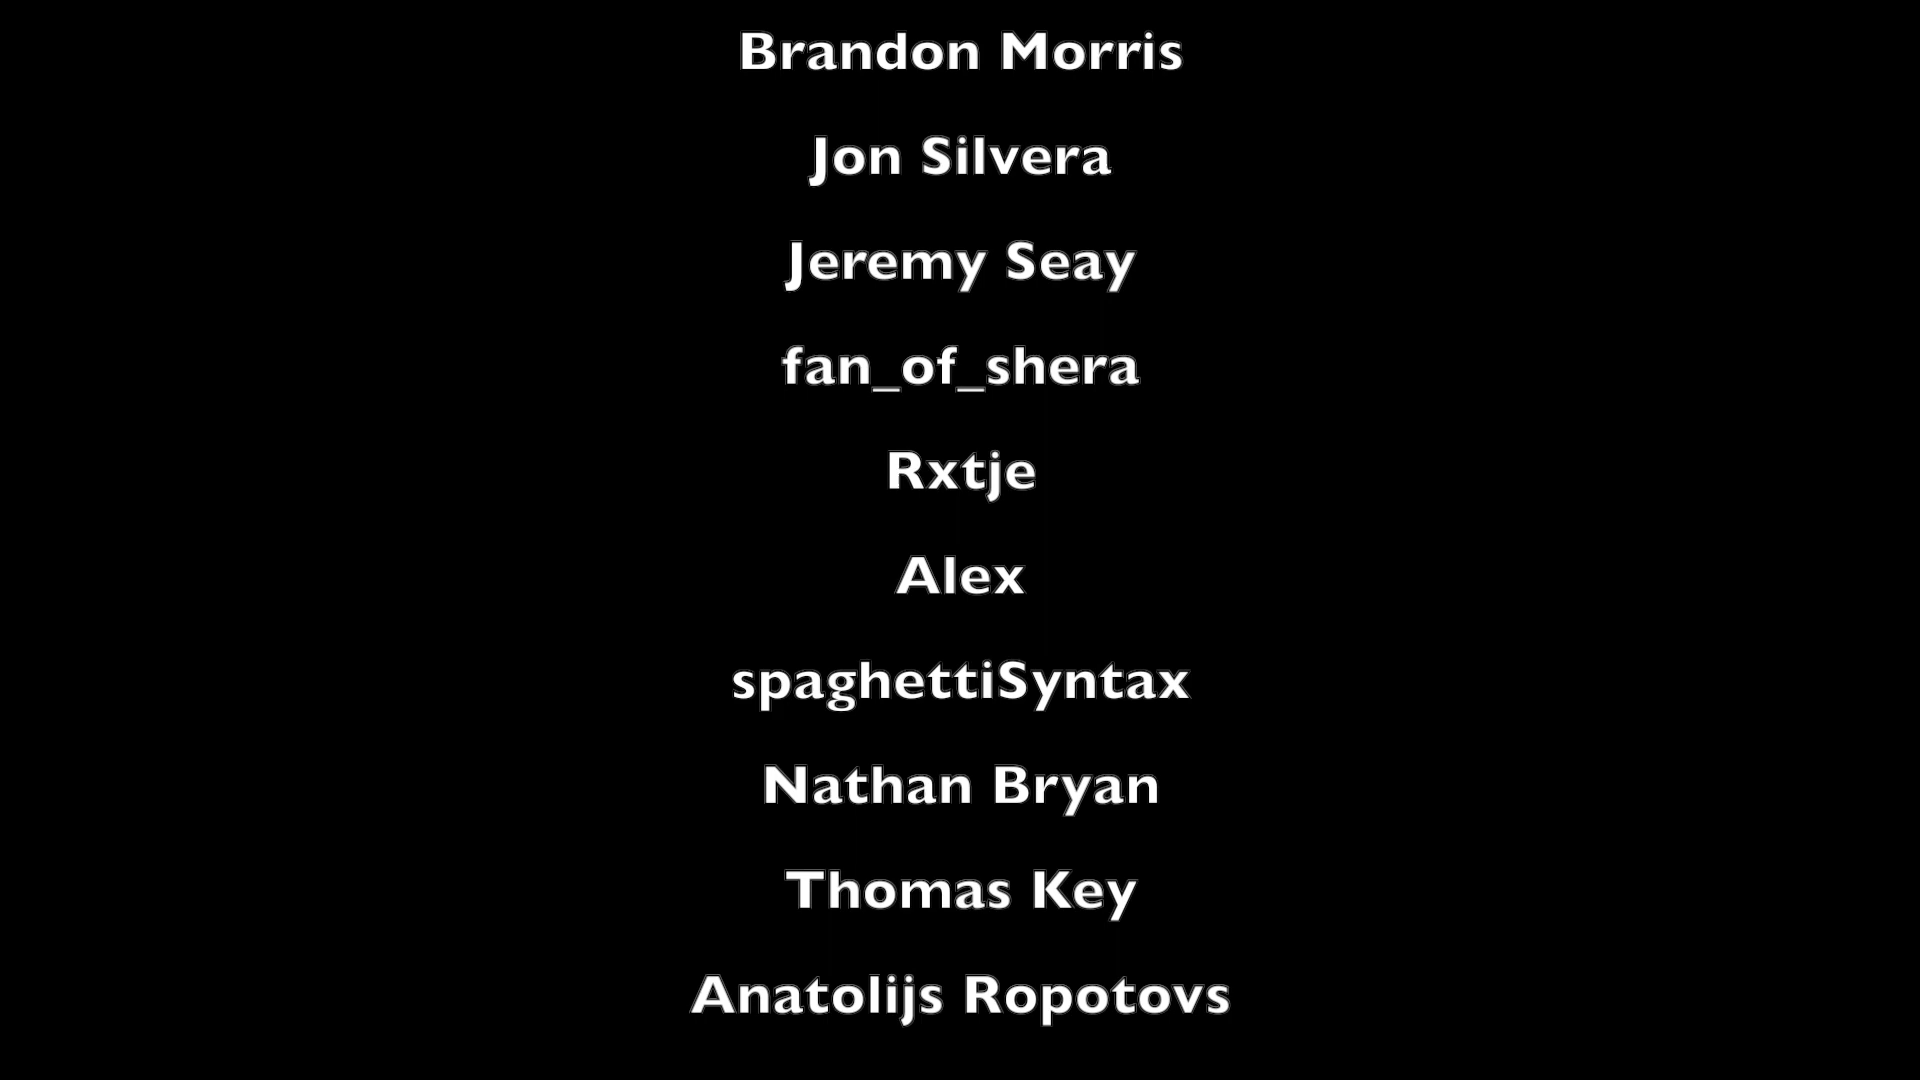 Brandon Morris
Jon Silvera
Jeremy Seay
fan_of_shera
Rxtje
Alex
spaghettiSyntax
Nathan Bryan
Thomas Key
Anatolijs Ropotovs